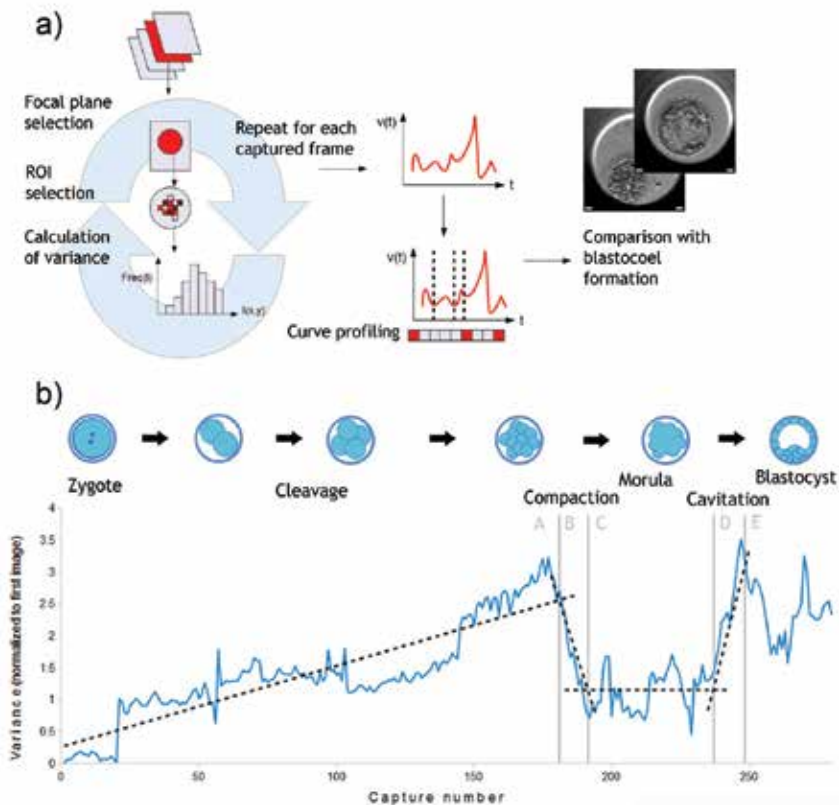 a)
Focal plane
selection
ROI
selection
Calculation
of variance
Freq(I)
I(x,y)
Repeat for each
captured frame
v(t)
t
v(t)
t
Curve profiling
Comparison with
blastocoel
formation
b)
Zygote
Cleavage
Compaction
Morula
Cavitation
Blastocyst
A B C D E
Variance (normalized to first image)
4
3.5
3
2.5
2
1.5
1
0.5
0
0 50 100 150 200 250
Capture number